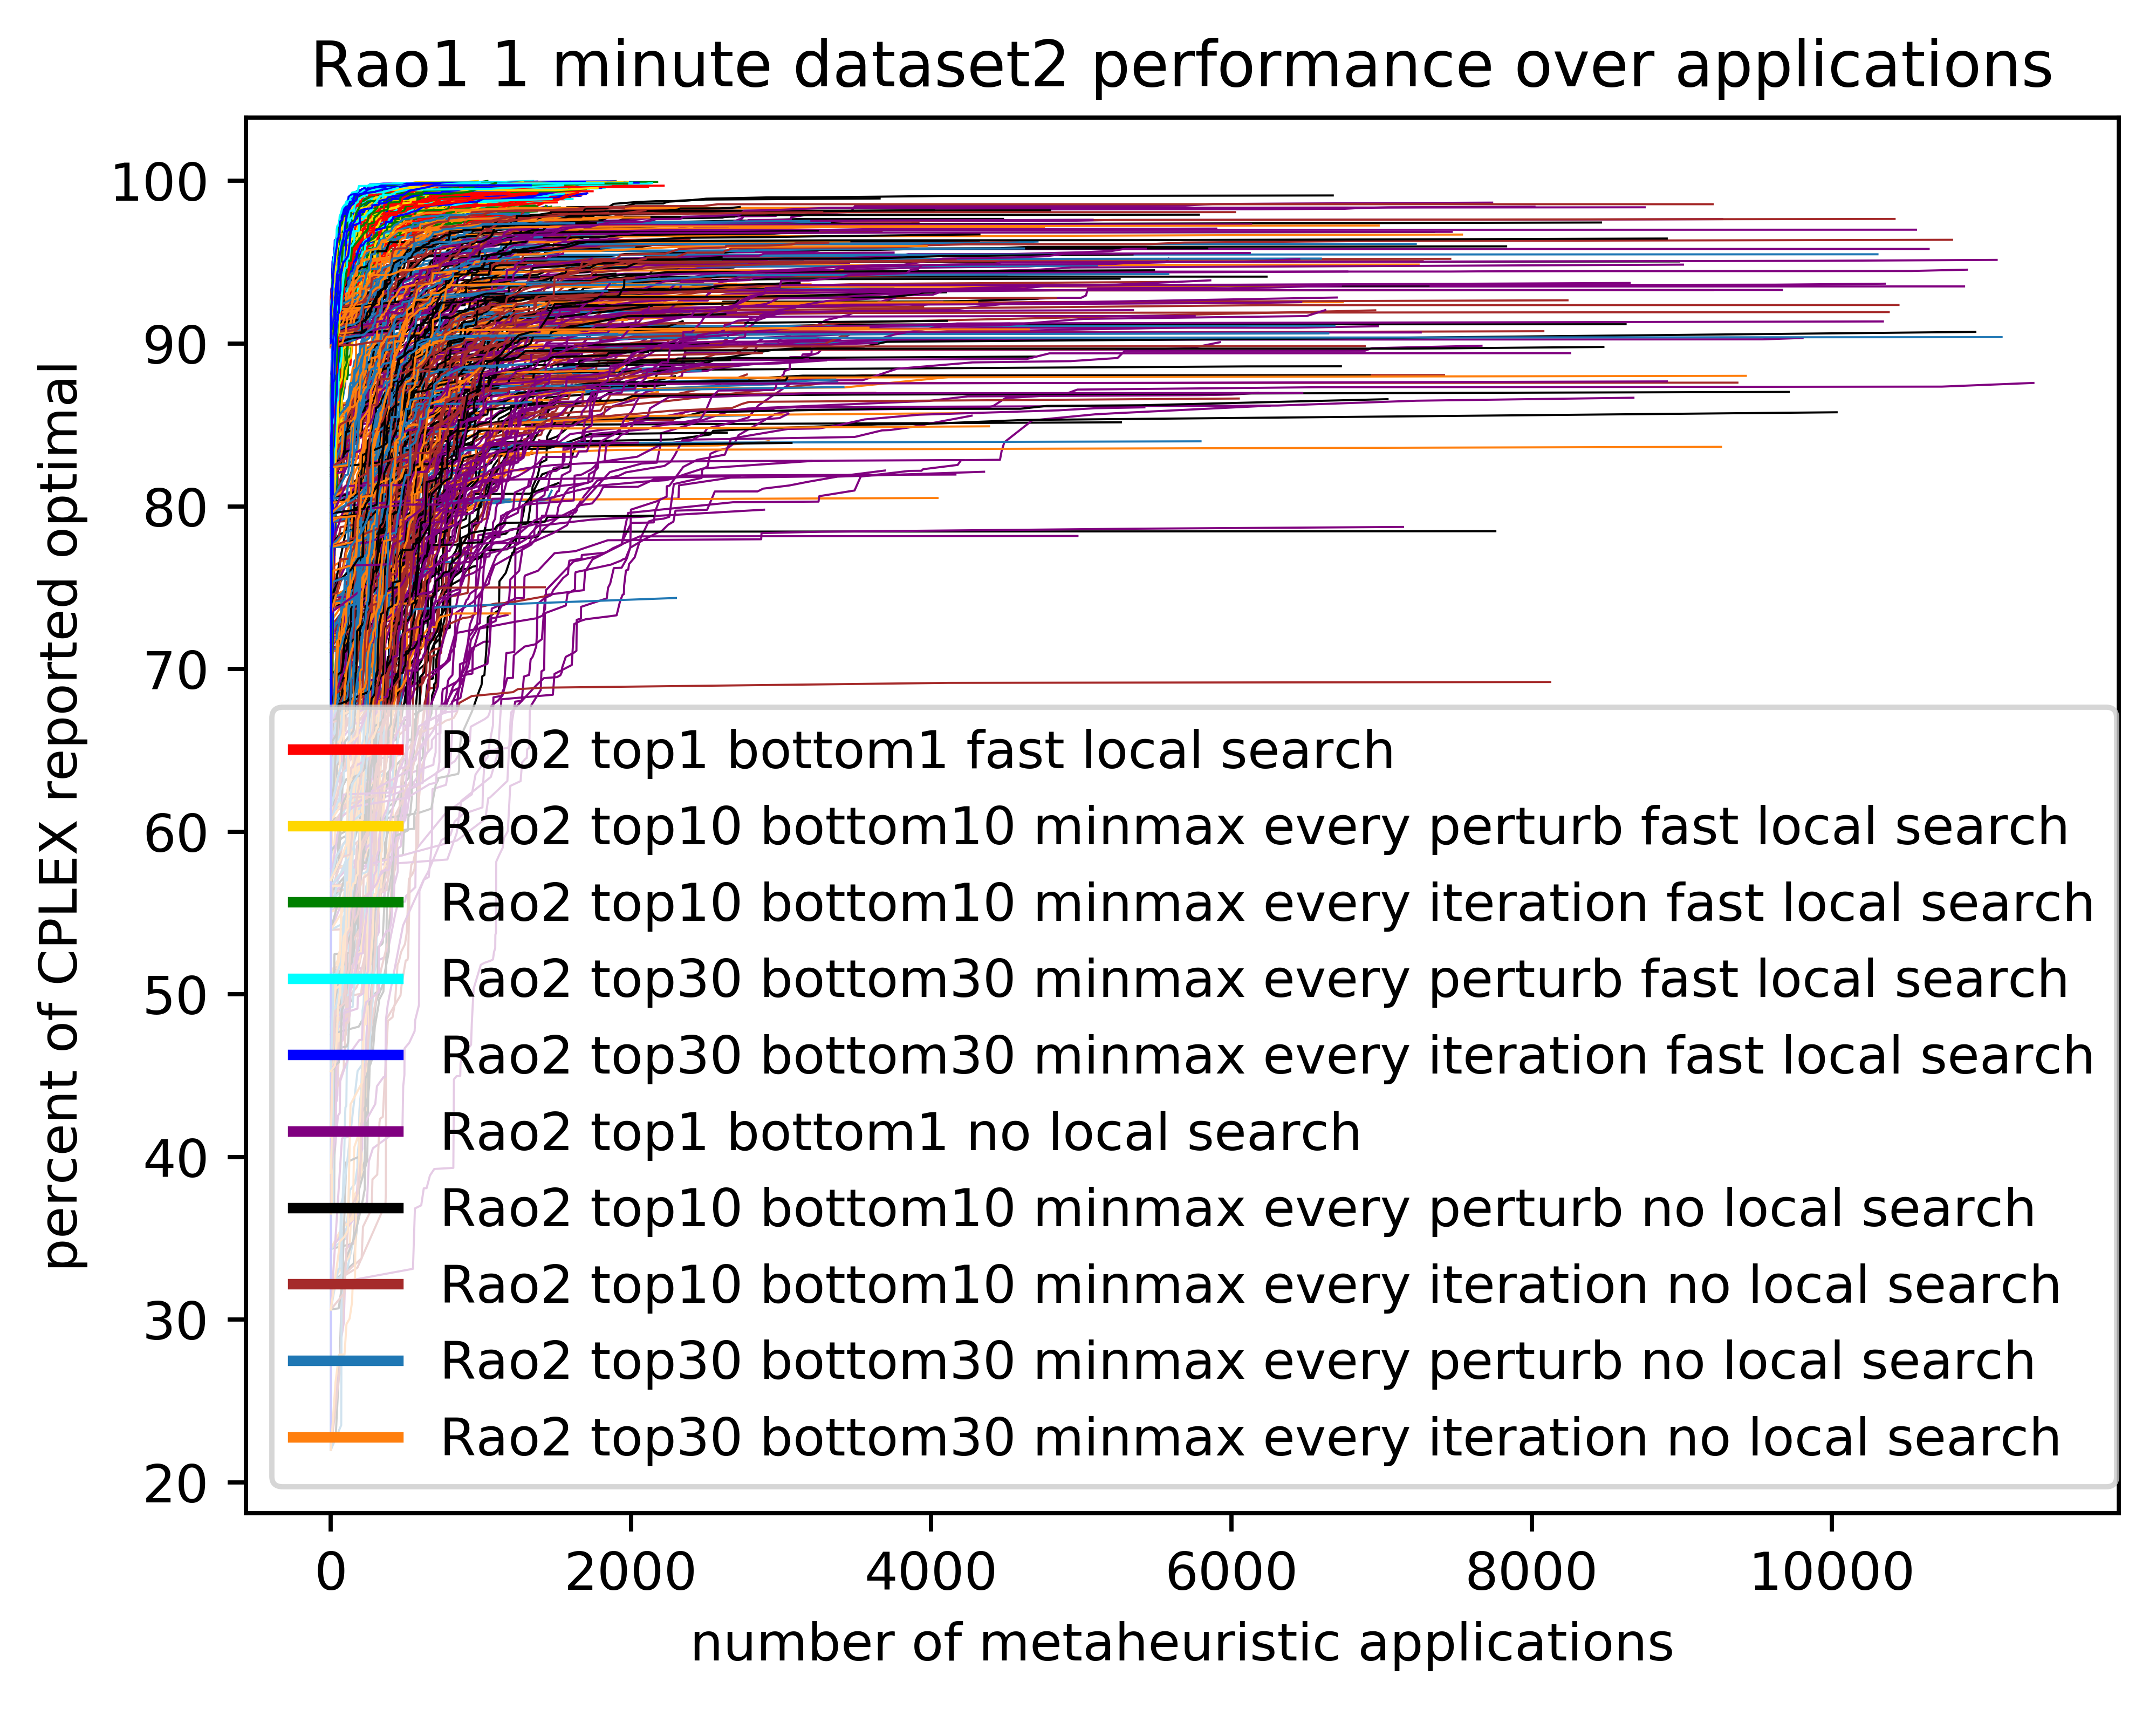 Rao1 1 minute dataset2 performance over applications
percent of CPLEX reported optimal
100
90
80
70
60
50
40
30
20
Rao2 top1 bottom1 fast local search
Rao2 top10 bottom10 minmax every perturb fast local search
Rao2 top10 bottom10 minmax every iteration fast local search
Rao2 top30 bottom30 minmax every perturb fast local search
Rao2 top30 bottom30 minmax every iteration fast local search
Rao2 top1 bottom1 no local search
Rao2 top10 bottom10 minmax every perturb no local search
Rao2 top10 bottom10 minmax every iteration no local search
Rao2 top30 bottom30 minmax every perturb no local search
Rao2 top30 bottom30 minmax every iteration no local search
0 2000 4000 6000 8000 10000
number of metaheuristic applications